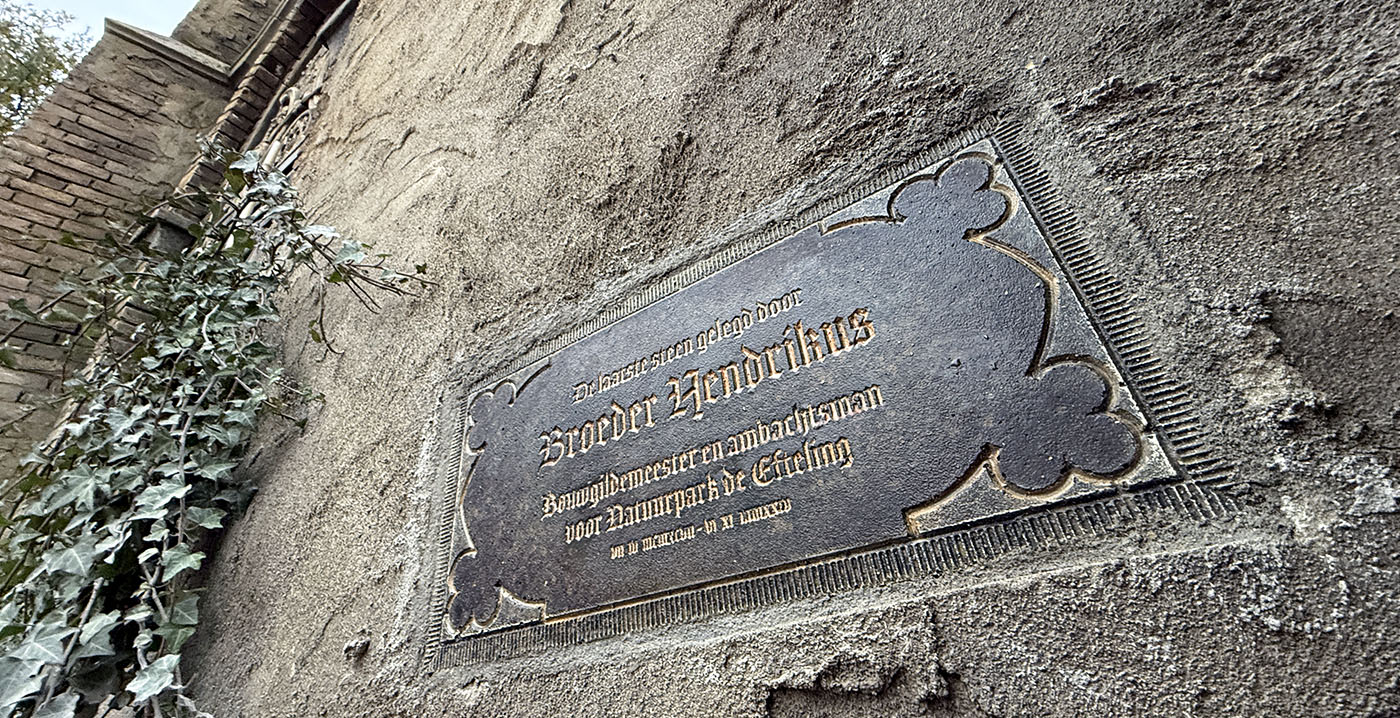 De laatste steen gelegd door
Broeder Hendrikus
Bouwgildemeester en ambachtsman
voor Natuurpark de Efteling